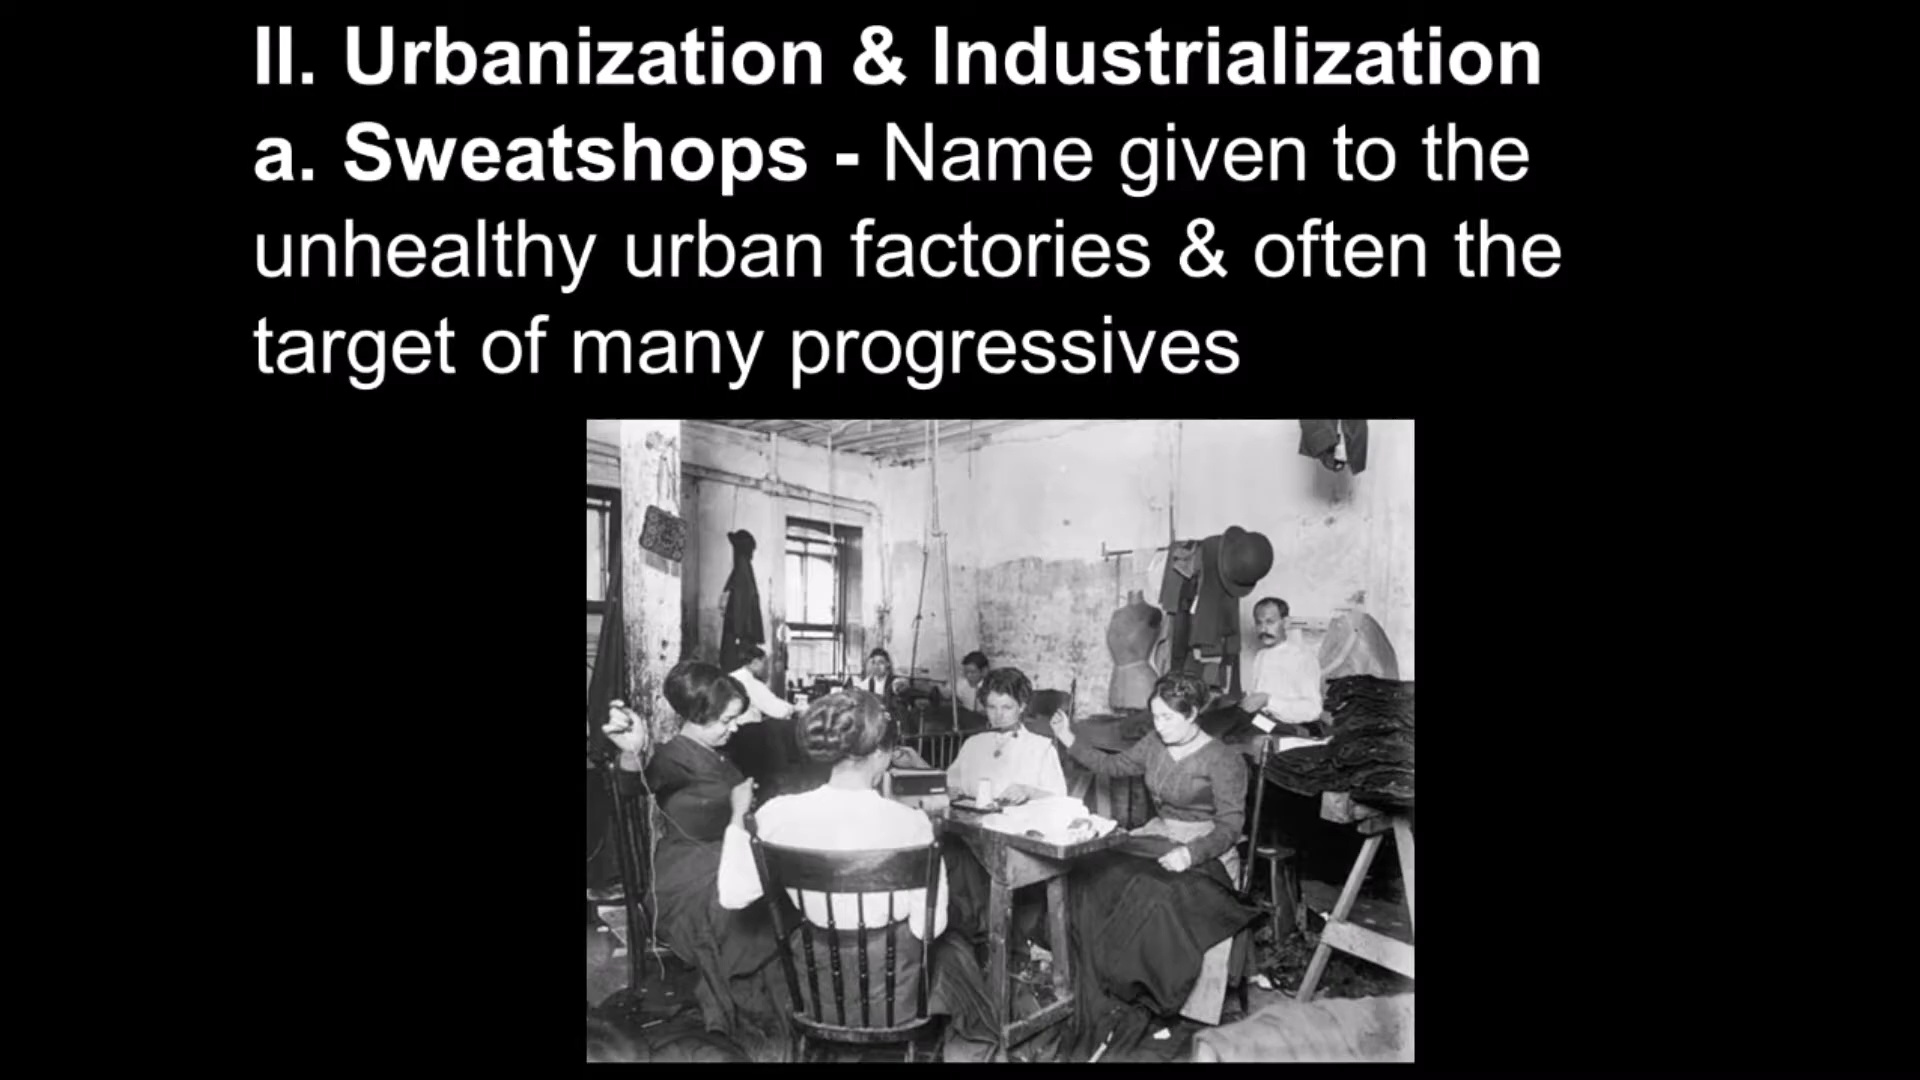 II. Urbanization & Industrialization
a. Sweatshops - Name given to the
unhealthy urban factories & often the
target of many progressives